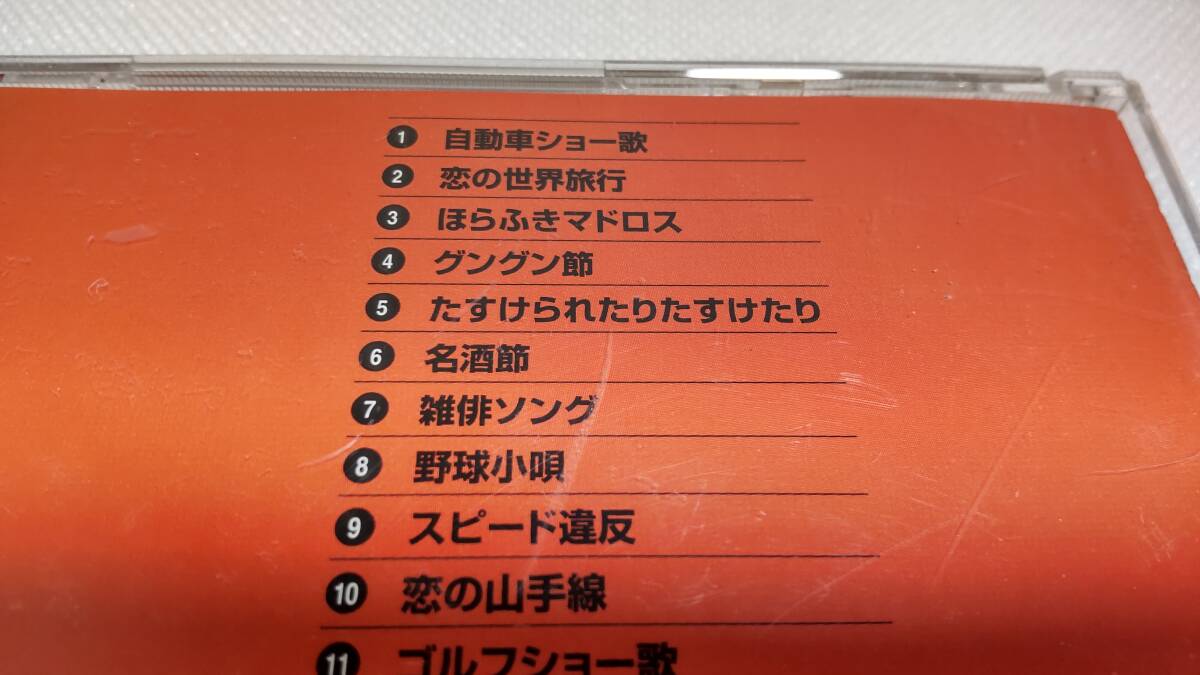 1 自動車ショー歌
2 恋の世界旅行
3 ほらふきマドロス
4 グングン節
5 たすけられたりたすけたり
6 名酒節
7 雑俳ソング
8 野球小唄
9 スピード違反
10 恋の山手線
11 ゴルフショー歌